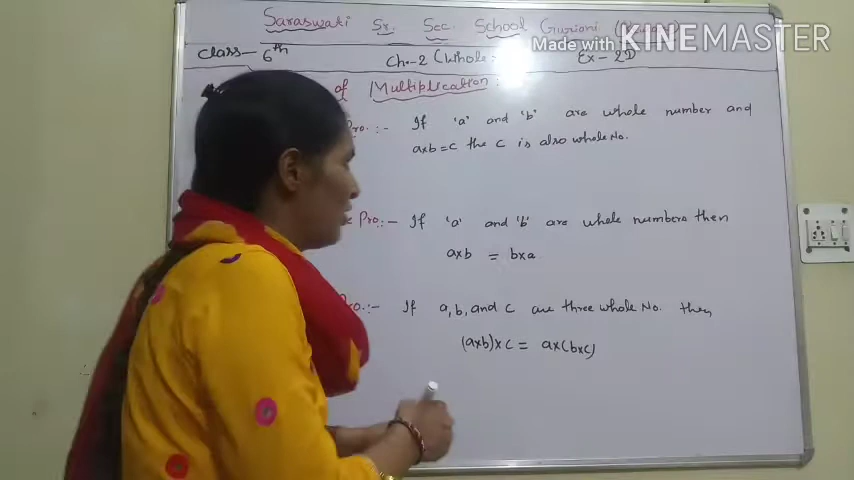 Saraswati Sr. Sec. School Gurjani
Made with KINEMASTER
class- 6th Ch.-2 (Whole Ex-2D
of Multiplication :
Pro. :- If 'a' and 'b' are whole number and
axb=c the c is also whole No.
Pro.:- If 'a' and 'b' are whole numbers then
axb = bxa
Pro.:- If a,b, and c are three whole No. then
(axb)xc = ax(bxc)